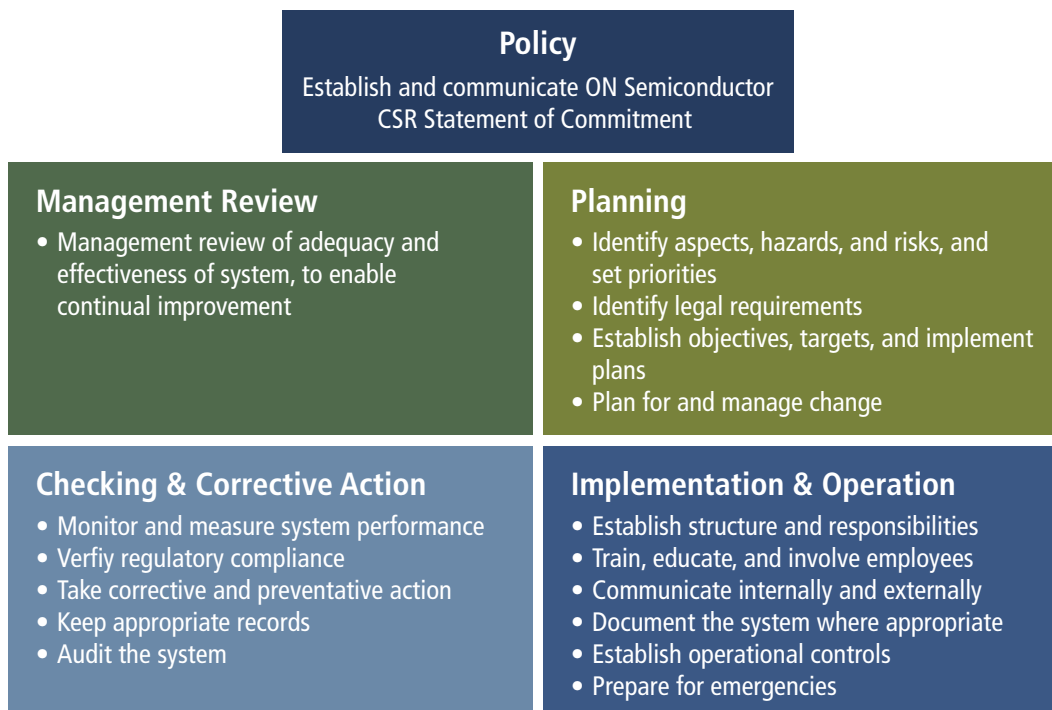 Policy
Establish and communicate ON Semiconductor
CSR Statement of Commitment
Management Review
• Management review of adequacy and
effectiveness of system, to enable
continual improvement
Planning
• Identify aspects, hazards, and risks, and
set priorities
• Identify legal requirements
• Establish objectives, targets, and implement
plans
• Plan for and manage change
Checking & Corrective Action
• Monitor and measure system performance
• Verfiy regulatory compliance
• Take corrective and preventative action
• Keep appropriate records
• Audit the system
Implementation & Operation
• Establish structure and responsibilities
• Train, educate, and involve employees
• Communicate internally and externally
• Document the system where appropriate
• Establish operational controls
• Prepare for emergencies